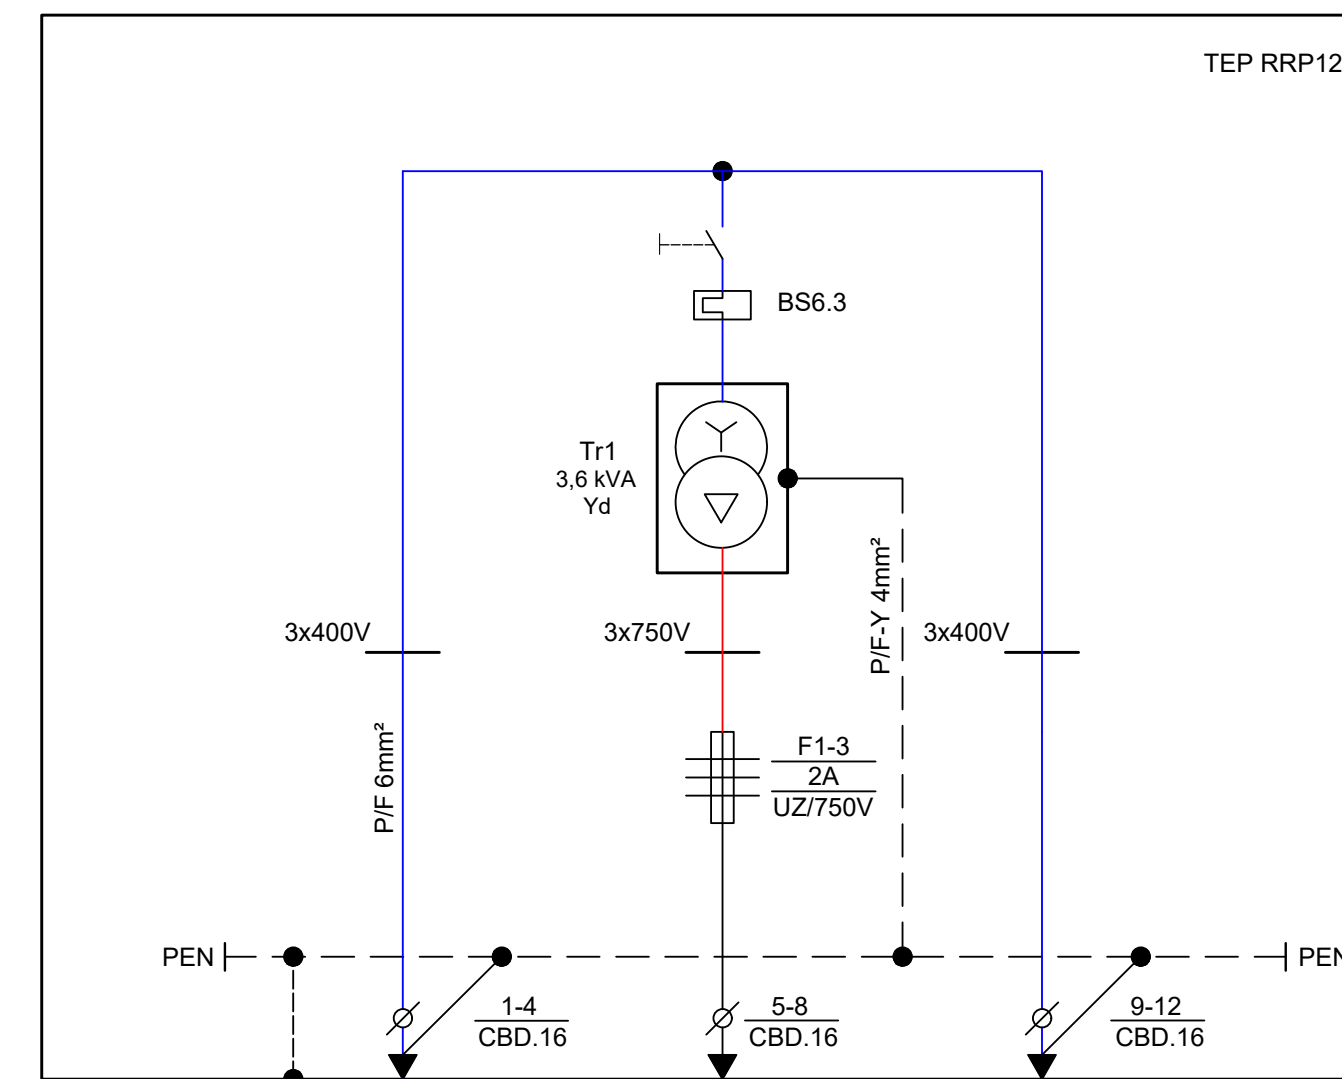 TEP RRP12
BS6.3
Tr1
3,6 kVA
Yd
P/F-Y 4mm²
3x400V
3x750V
3x400V
P/F 6mm²
F1-3
2A
UZ/750V
PEN
PEN
1-4
CBD.16
5-8
CBD.16
9-12
CBD.16